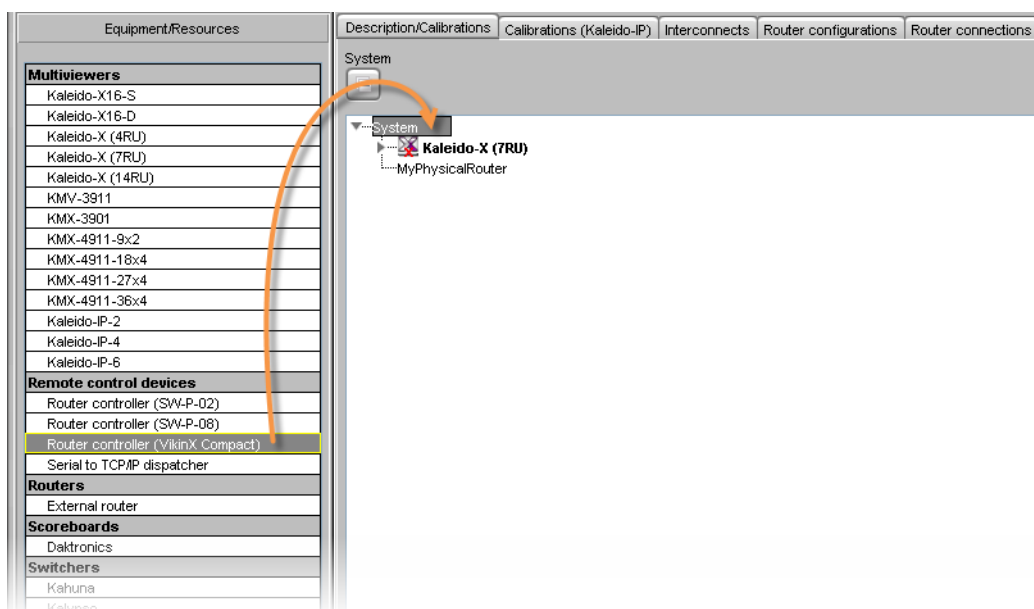 Equipment/Resources
Multiviewers
Kaleido-X16-S
Kaleido-X16-D
Kaleido-X (4RU)
Kaleido-X (7RU)
Kaleido-X (14RU)
KMV-3911
KMX-3901
KMX-4911-9x2
KMX-4911-18x4
KMX-4911-27x4
KMX-4911-36x4
Kaleido-IP-2
Kaleido-IP-4
Kaleido-IP-6
Remote control devices
Router controller (SW-P-02)
Router controller (SW-P-08)
Router controller (VikinX Compact)
Serial to TCP/IP dispatcher
Routers
External router
Scoreboards
Daktronics
Switchers
Kahuna
Kalypso
Description/Calibrations Calibrations (Kaleido-IP) Interconnects Router configurations Router connections
System
System
Kaleido-X (7RU)
MyPhysicalRouter